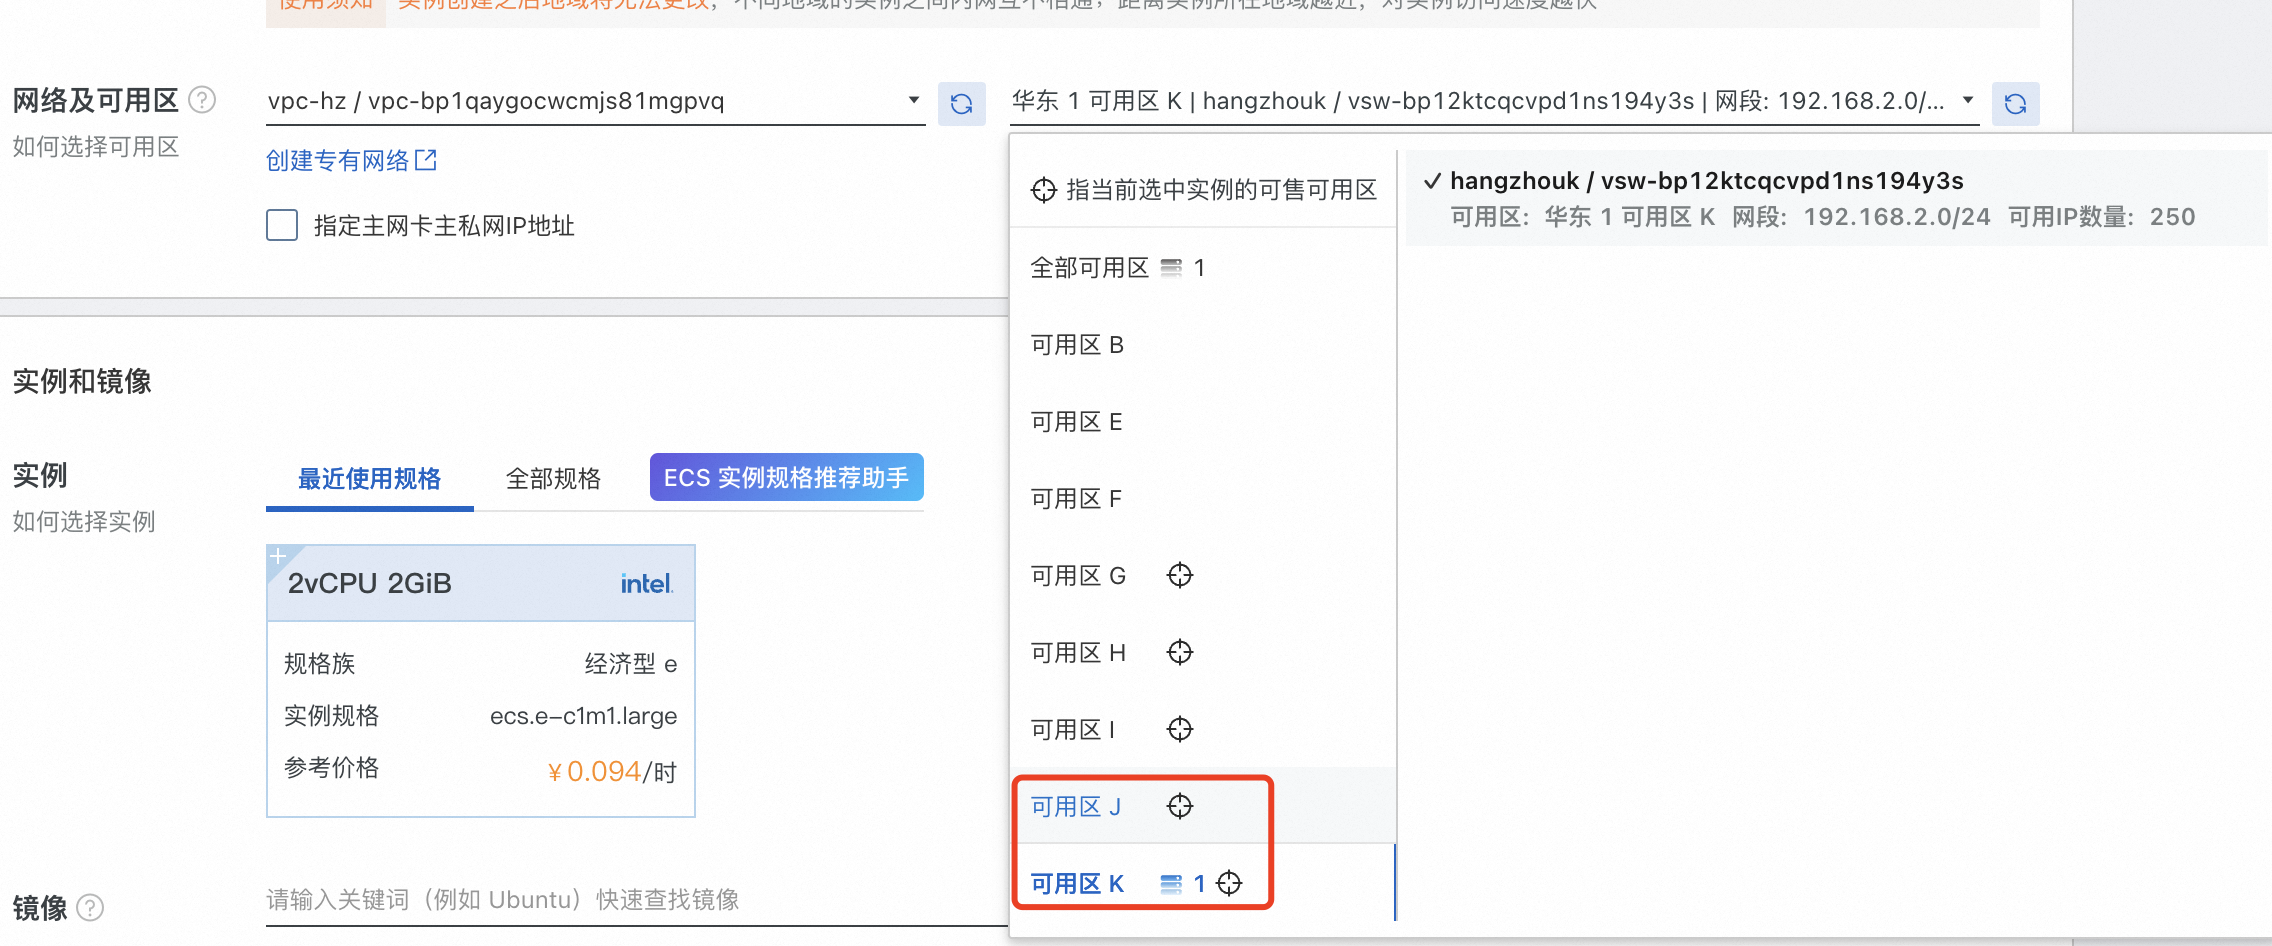 使用须知 实例创建之后地域将无法更改，不同地域的实例之间内网互不相通；距离实例所在地域越近，对实例访问速度越快
网络及可用区
如何选择可用区
vpc-hz / vpc-bp1qaygocwcmjs81mgpvq
华东 1 可用区 K | hangzhouk / vsw-bp12ktcqcvpd1ns194y3s | 网段: 192.168.2.0/...
创建专有网络
指定主网卡主私网IP地址
指当前选中实例的可售可用区
全部可用区 1
可用区 B
可用区 E
可用区 F
可用区 G
可用区 H
可用区 I
可用区 J
可用区 K 1
hangzhouk / vsw-bp12ktcqcvpd1ns194y3s
可用区: 华东 1 可用区 K 网段: 192.168.2.0/24 可用IP数量: 250
实例和镜像
实例
如何选择实例
最近使用规格
全部规格
ECS 实例规格推荐助手
2vCPU 2GiB
intel.
规格族 经济型 e
实例规格 ecs.e-c1m1.large
参考价格 ¥0.094/时
镜像
请输入关键词（例如 Ubuntu）快速查找镜像